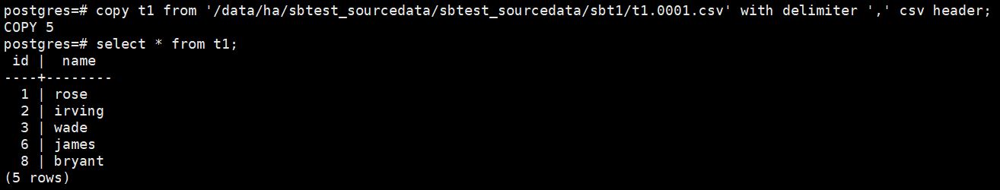 postgres=# copy t1 from '/data/ha/sbtest_sourcedata/sbtest_sourcedata/sbt1/t1.0001.csv' with delimiter ',' csv header;
COPY 5
postgres=# select * from t1;
 id |  name
----+--------
  1 | rose
  2 | irving
  3 | wade
  6 | james
  8 | bryant
(5 rows)